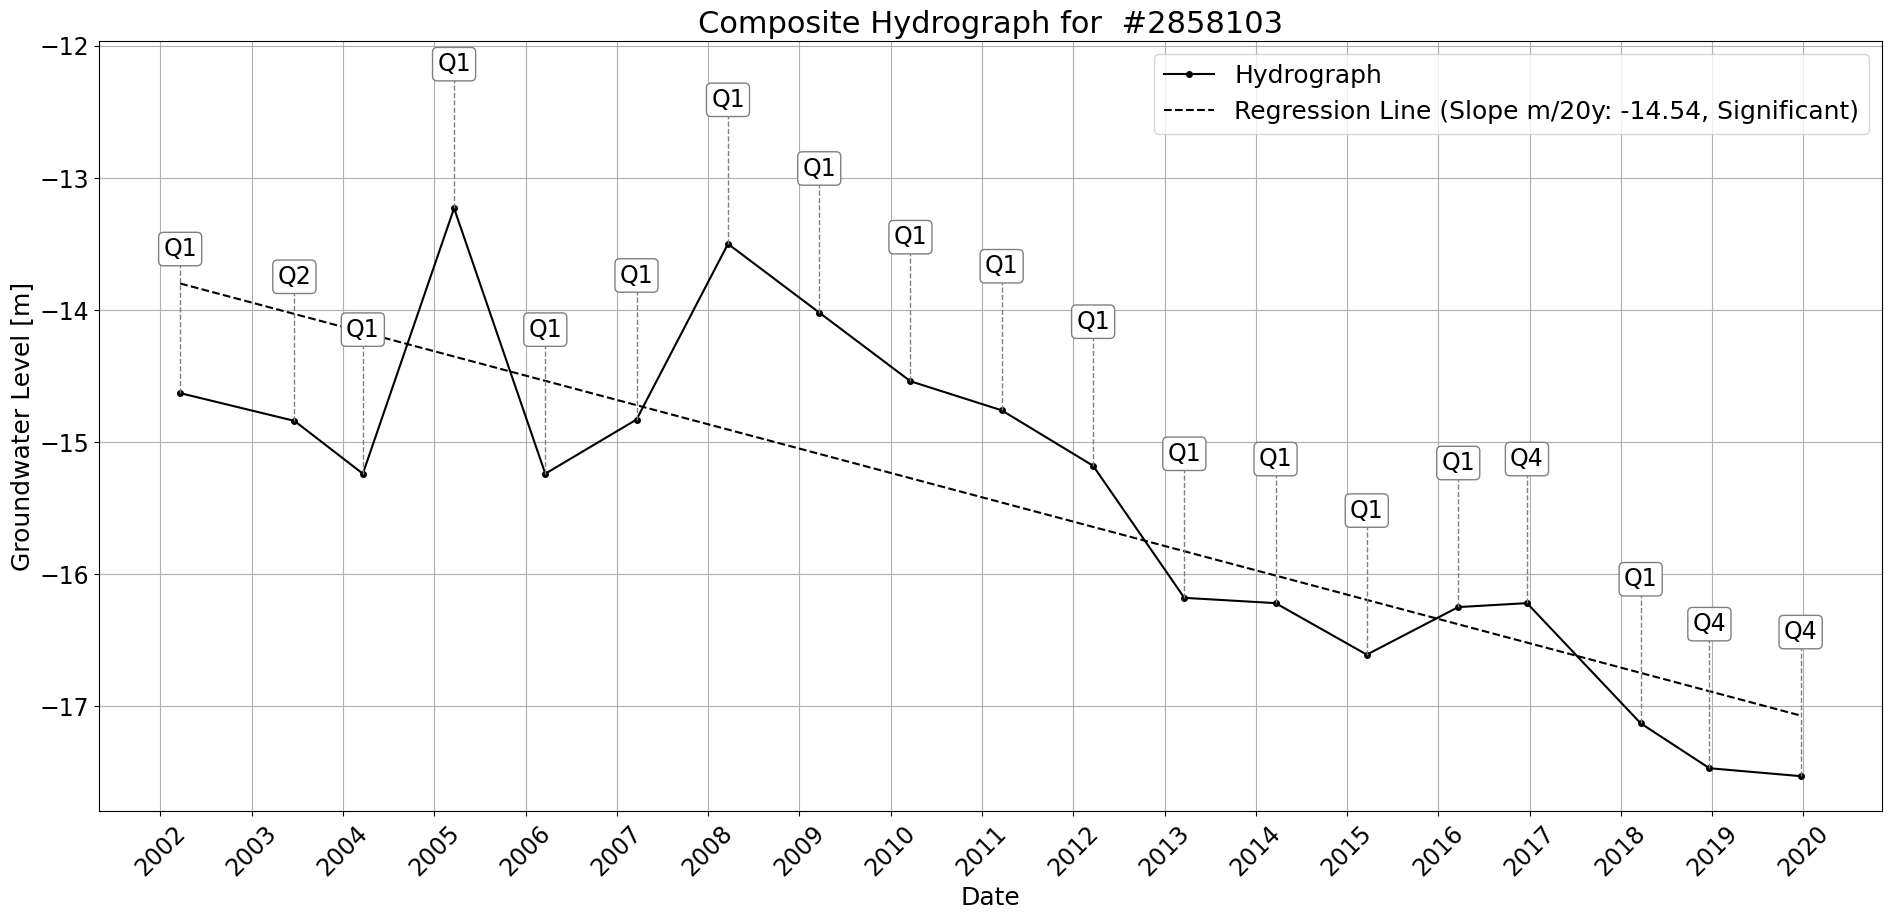 Composite Hydrograph for  #2858103
Hydrograph
Regression Line (Slope m/20y: -14.54, Significant)
Groundwater Level [m]
−12
−13
−14
−15
−16
−17
Q1
Q2
Q1
Q1
Q1
Q1
Q1
Q1
Q1
Q1
Q1
Q1
Q1
Q1
Q1
Q4
Q1
Q4
Q4
2002
2003
2004
2005
2006
2007
2008
2009
2010
2011
2012
2013
2014
2015
2016
2017
2018
2019
2020
Date